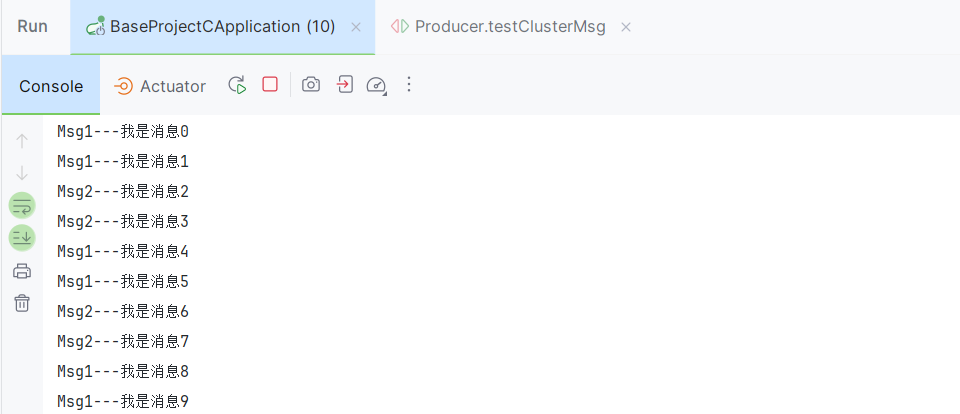 Run BaseProjectCApplication (10) Producer.testClusterMsg
Console Actuator
Msg1---我是消息0
Msg1---我是消息1
Msg2---我是消息2
Msg2---我是消息3
Msg1---我是消息4
Msg1---我是消息5
Msg2---我是消息6
Msg2---我是消息7
Msg1---我是消息8
Msg1---我是消息9